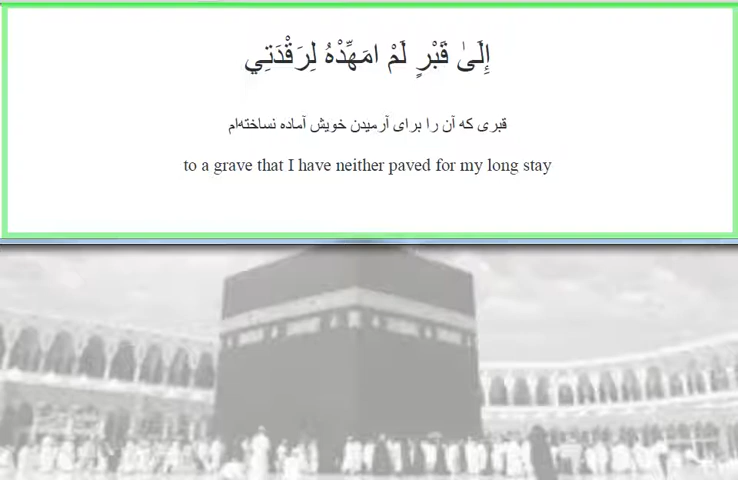 إِلَىٰ قَبْرٍ لَمْ امَهِّدْهُ لِرَقْدَتِي
قبری که آن را برای آرمیدن خویش آماده نساخته‌ام
to a grave that I have neither paved for my long stay